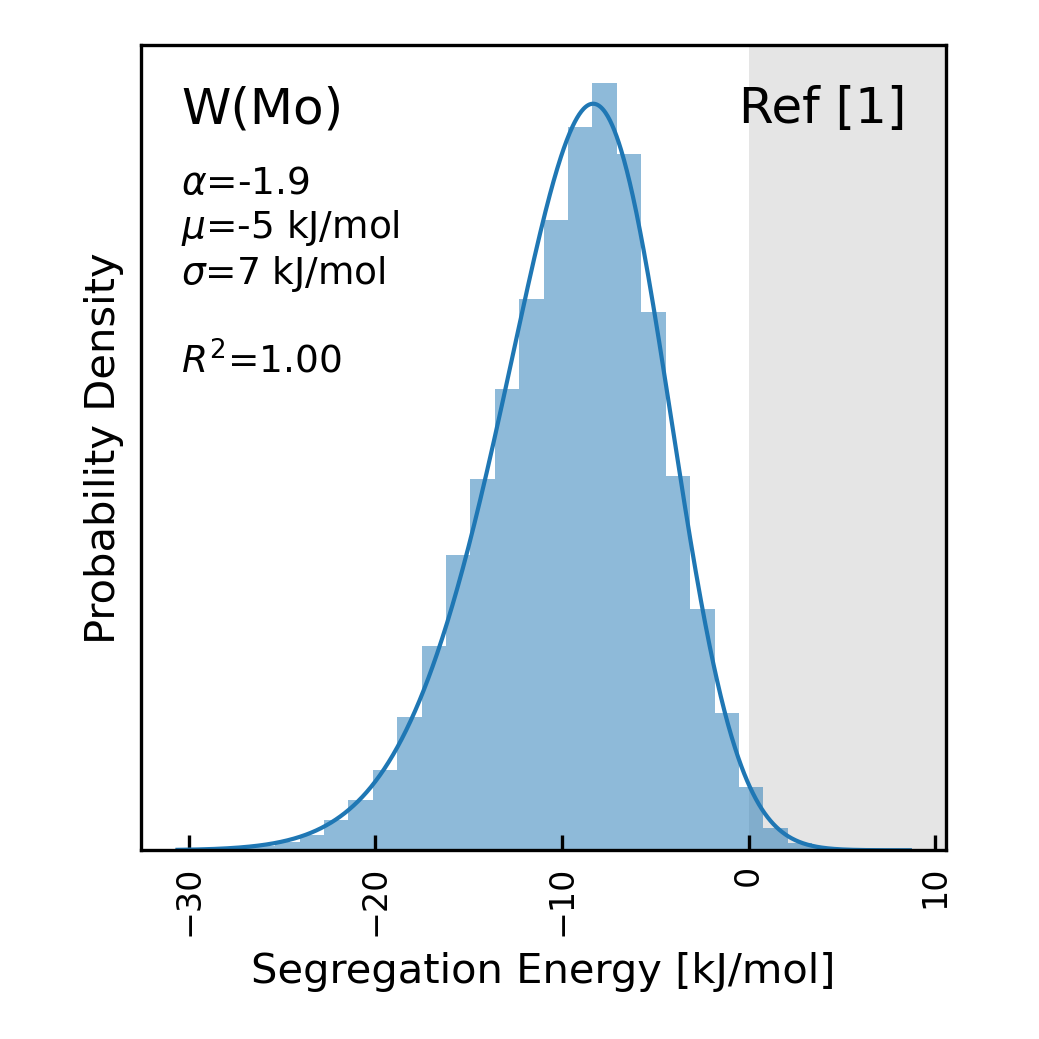 W(Mo)
Ref [1]
α=-1.9
μ=-5 kJ/mol
σ=7 kJ/mol
R²=1.00
Probability Density
−30 −20 −10 0 10
Segregation Energy [kJ/mol]